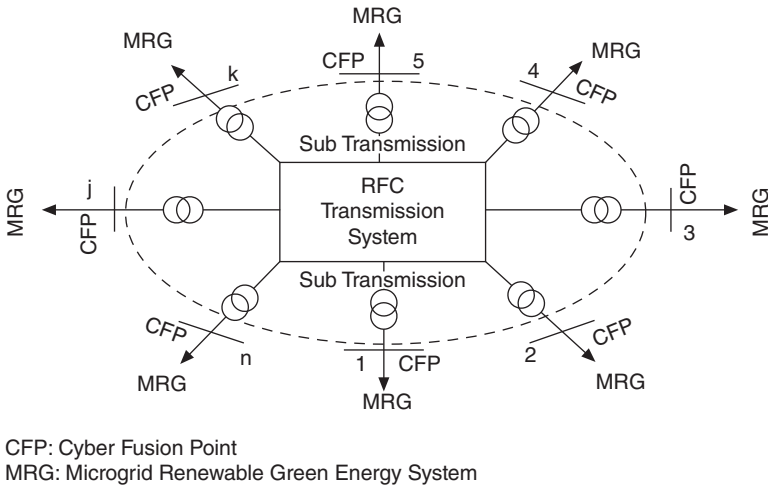 MRG
MRG
CFP 5
MRG
k
4
CFP
CFP
Sub Transmission
MRG
j
CFP
RFC
Transmission
System
CFP
3
MRG
Sub Transmission
CFP
n
MRG
1 CFP
MRG
2
CFP
MRG
CFP: Cyber Fusion Point
MRG: Microgrid Renewable Green Energy System